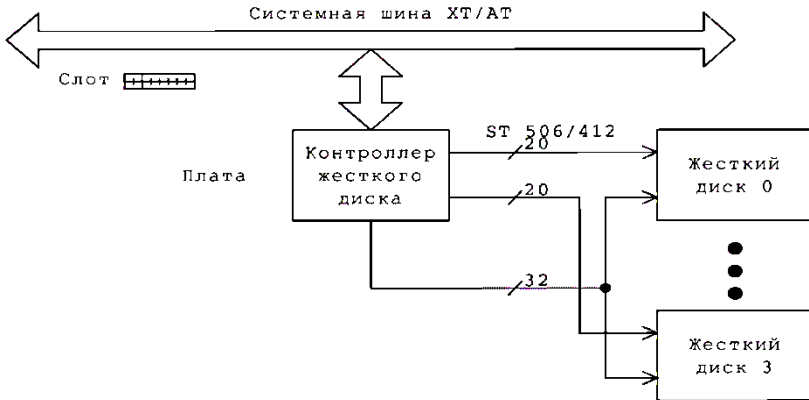 Системная шина XT/AT
Слот
ST 506/412
20
Контроллер
жесткого
диска
Жесткий
диск 0
Плата
20
32
Жесткий
диск 3